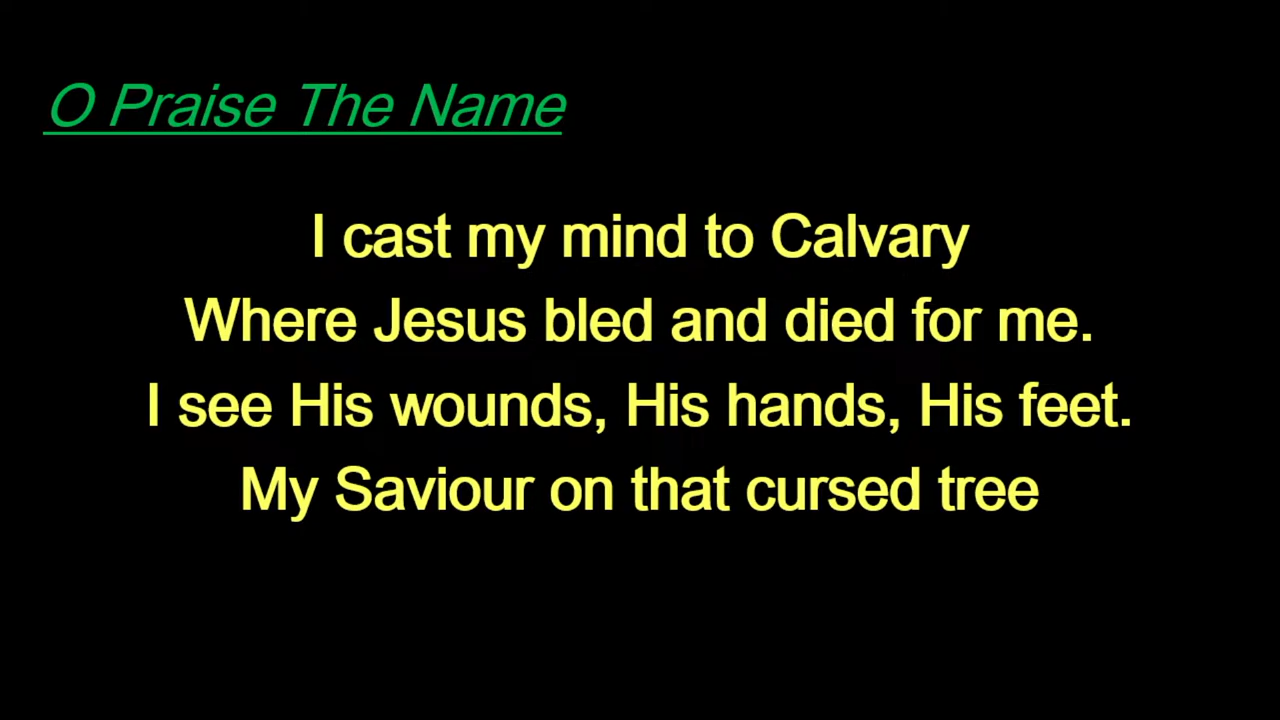 O Praise The Name
I cast my mind to Calvary
Where Jesus bled and died for me.
I see His wounds, His hands, His feet.
My Saviour on that cursed tree